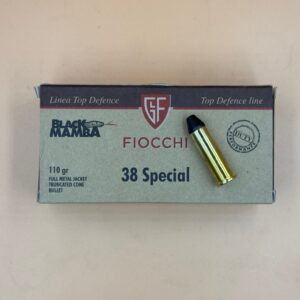 Linea Top Defence
GF
Top Defence line
BLACK
MAMBA
FIOCCHI
110 gr
FULL METAL JACKET
TRUNCATED CONE
BULLET
38 Special